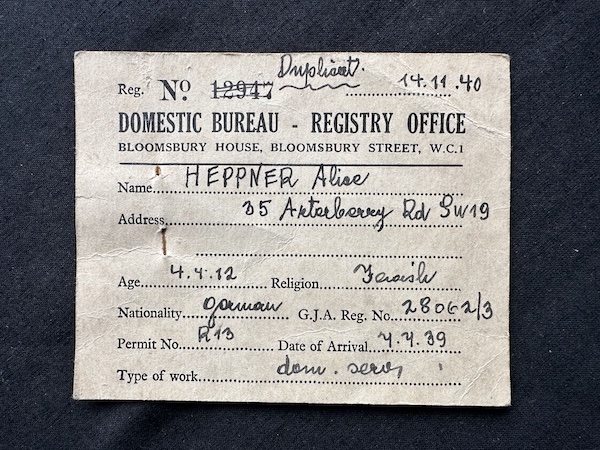 Duplicat.
Reg. No. 12947 14.11.40
DOMESTIC BUREAU - REGISTRY OFFICE
BLOOMSBURY HOUSE, BLOOMSBURY STREET, W.C.1
Name HEPPNER Alice
Address 35 Arterberry Rd SW19
Age 4.4.12 Religion Jewish
Nationality german G.J.A. Reg. No. 28062/3
Permit No. R13 Date of Arrival 4.4.39
Type of work dom. serv.